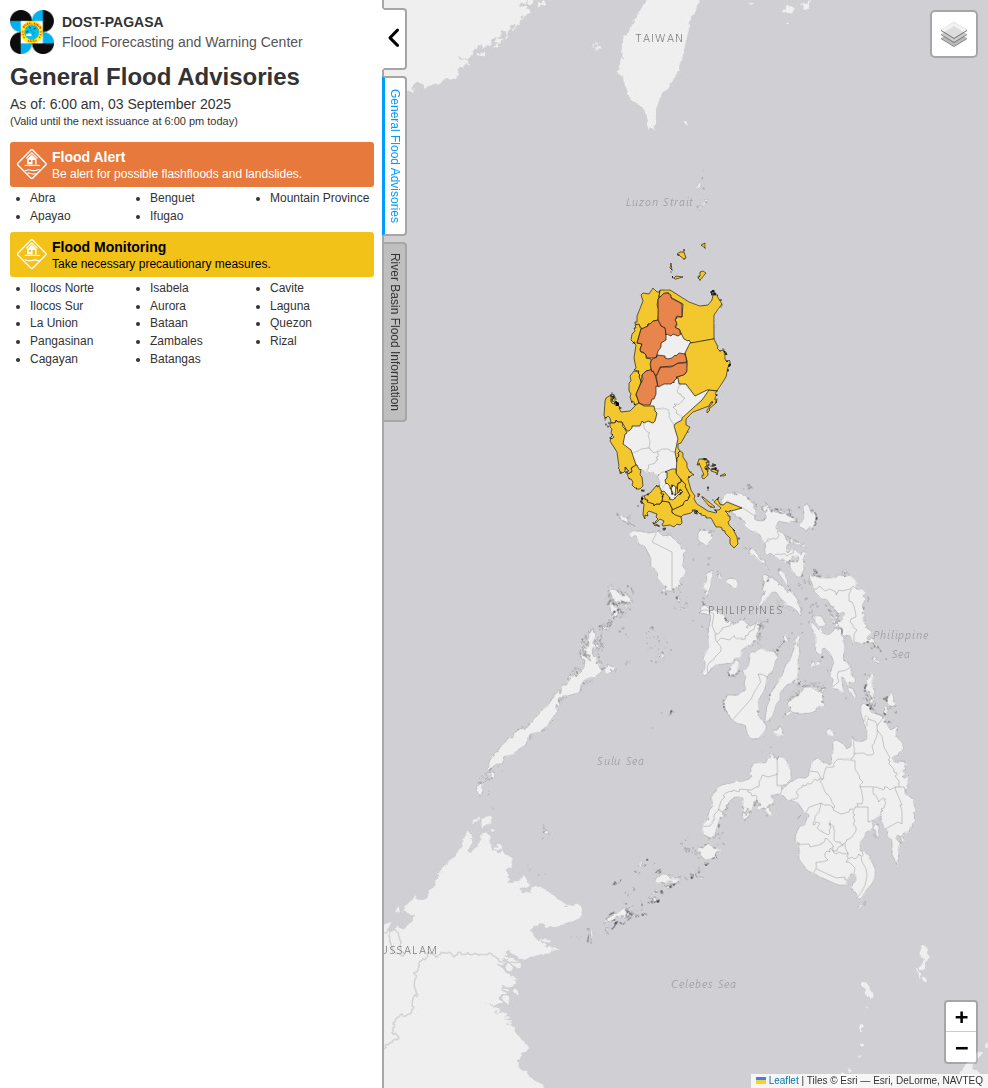 DOST-PAGASA
Flood Forecasting and Warning Center
General Flood Advisories
As of: 6:00 am, 03 September 2025
(Valid until the next issuance at 6:00 pm today)
Flood Alert
Be alert for possible flashfloods and landslides.
Abra
Apayao
Benguet
Ifugao
Mountain Province
Flood Monitoring
Take necessary precautionary measures.
Ilocos Norte
Ilocos Sur
La Union
Pangasinan
Cagayan
Isabela
Aurora
Bataan
Zambales
Batangas
Cavite
Laguna
Quezon
Rizal
General Flood Advisories
River Basin Flood Information
TAIWAN
Luzon Strait
PHILIPPINES
Philippine
Sea
Sulu Sea
USSALAM
Celebes Sea
+
−
Leaflet | Tiles © Esri — Esri, DeLorme, NAVTEQ